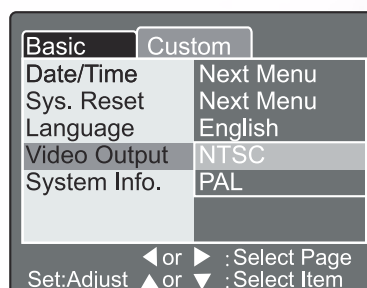 Basic Custom
Date/Time Next Menu
Sys. Reset Next Menu
Language English
Video Output NTSC
System Info. PAL
◀ or ▶ :Select Page
Set:Adjust ▲ or ▼ :Select Item